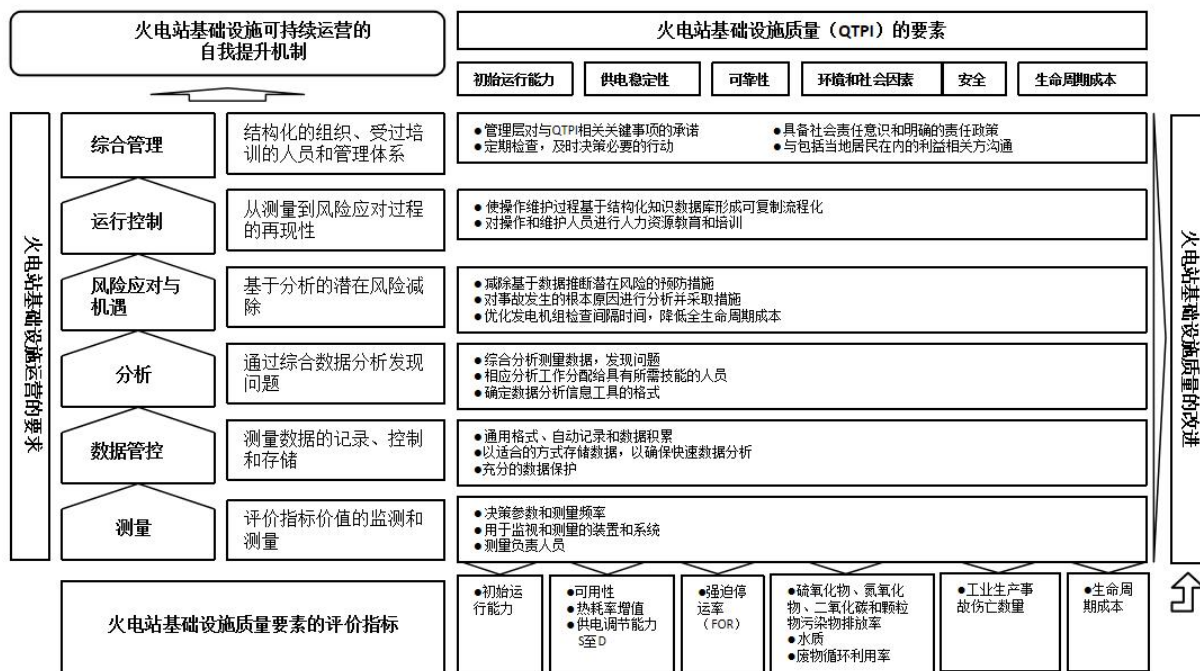 火电站基础设施可持续运营的
自我提升机制
火电站基础设施质量（QTPI）的要素
初始运行能力
供电稳定性
可靠性
环境和社会因素
安全
生命周期成本
火电站基础设施运营的要求
综合管理
结构化的组织、受过培
训的人员和管理体系
●管理层对与QTPI相关关键事项的承诺
●定期检查，及时决策必要的行动
●具备社会责任意识和明确的责任政策
●与包括当地居民在内的利益相关方沟通
运行控制
从测量到风险应对过程
的再现性
● 使操作维护过程基于结构化知识数据库形成可复制流程化
● 对操作和维护人员进行人力资源教育和培训
风险应对与
机遇
基于分析的潜在风险减
除
●减除基于数据推断潜在风险的预防措施
●对事故发生的根本原因进行分析并采取措施
●优化发电机组检查间隔时间，降低全生命周期成本
分析
通过综合数据分析发现
问题
●综合分析测量数据，发现问题
●相应分析工作分配给具有所需技能的人员
●确定数据分析信息工具的格式
数据管控
测量数据的记录、控制
和存储
●通用格式、自动记录和数据积累
●以适合的方式存储数据，以确保快速数据分析
●充分的数据保护
测量
评价指标价值的监测和
测量
●决策参数和测量频率
●用于监视和测量的装置和系统
●测量负责人员
火电站基础设施质量的改进
火电站基础设施质量要素的评价指标
●初始运
行能力
●可用性
● 热耗率增值
● 供电调节能力
S至D
●强迫停
运率
（FOR）
●硫氧化物、氮氧化
物、二氧化碳和颗粒
物污染物排放率
●水质
●废物循环利用率
●工业生产事
故伤亡数量
●生命周
期成本